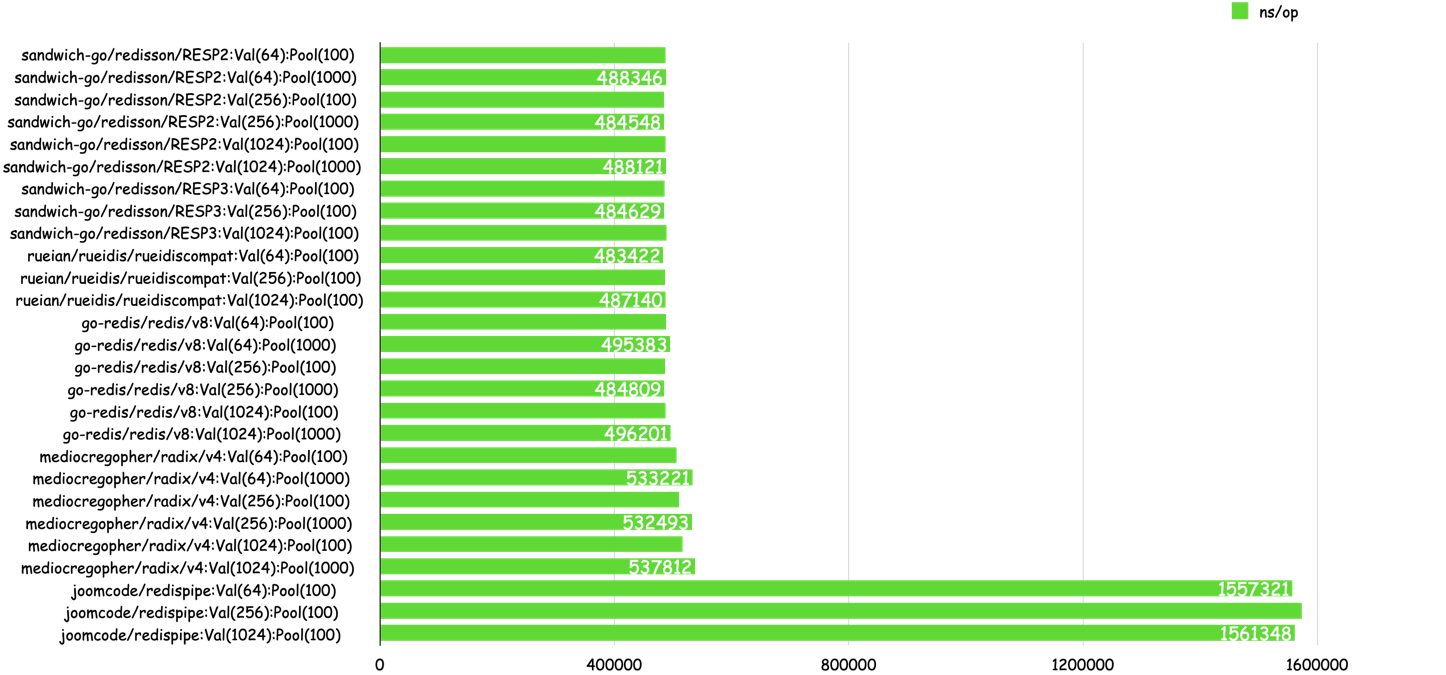 ns/op
sandwich-go/redisson/RESP2:Val(64):Pool(100)
sandwich-go/redisson/RESP2:Val(64):Pool(1000) 488346
sandwich-go/redisson/RESP2:Val(256):Pool(100)
sandwich-go/redisson/RESP2:Val(256):Pool(1000) 484548
sandwich-go/redisson/RESP2:Val(1024):Pool(100)
sandwich-go/redisson/RESP2:Val(1024):Pool(1000) 488121
sandwich-go/redisson/RESP3:Val(64):Pool(100)
sandwich-go/redisson/RESP3:Val(256):Pool(100) 484629
sandwich-go/redisson/RESP3:Val(1024):Pool(100)
rueian/rueidis/rueidiscompat:Val(64):Pool(100) 483422
rueian/rueidis/rueidiscompat:Val(256):Pool(100)
rueian/rueidis/rueidiscompat:Val(1024):Pool(100) 487140
go-redis/redis/v8:Val(64):Pool(100)
go-redis/redis/v8:Val(64):Pool(1000) 495383
go-redis/redis/v8:Val(256):Pool(100)
go-redis/redis/v8:Val(256):Pool(1000) 484809
go-redis/redis/v8:Val(1024):Pool(100)
go-redis/redis/v8:Val(1024):Pool(1000) 496201
mediocregopher/radix/v4:Val(64):Pool(100)
mediocregopher/radix/v4:Val(64):Pool(1000) 533221
mediocregopher/radix/v4:Val(256):Pool(100)
mediocregopher/radix/v4:Val(256):Pool(1000) 532493
mediocregopher/radix/v4:Val(1024):Pool(100)
mediocregopher/radix/v4:Val(1024):Pool(1000) 537812
joomcode/redispipe:Val(64):Pool(100) 1557321
joomcode/redispipe:Val(256):Pool(100)
joomcode/redispipe:Val(1024):Pool(100) 1561348
0 400000 800000 1200000 1600000